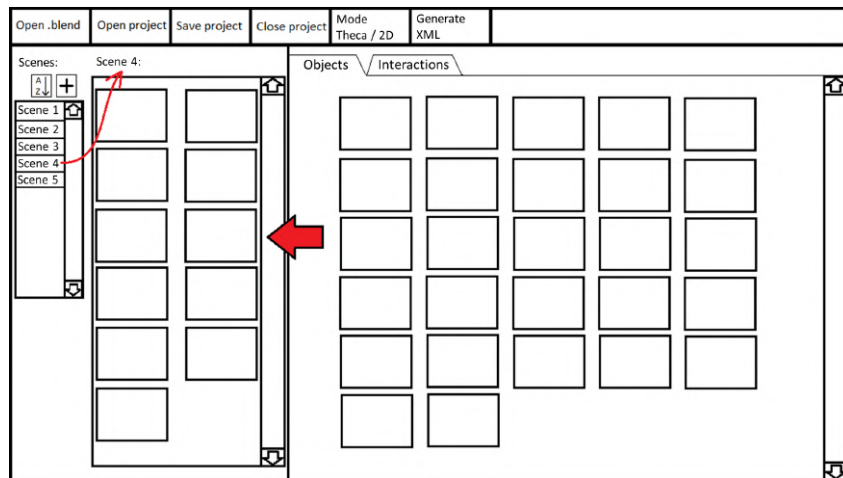 Open .blend
Open project
Save project
Close project
Mode
Theca / 2D
Generate
XML
Scenes:
Scene 4:
Objects
Interactions
A
Z
+
Scene 1
Scene 2
Scene 3
Scene 4
Scene 5